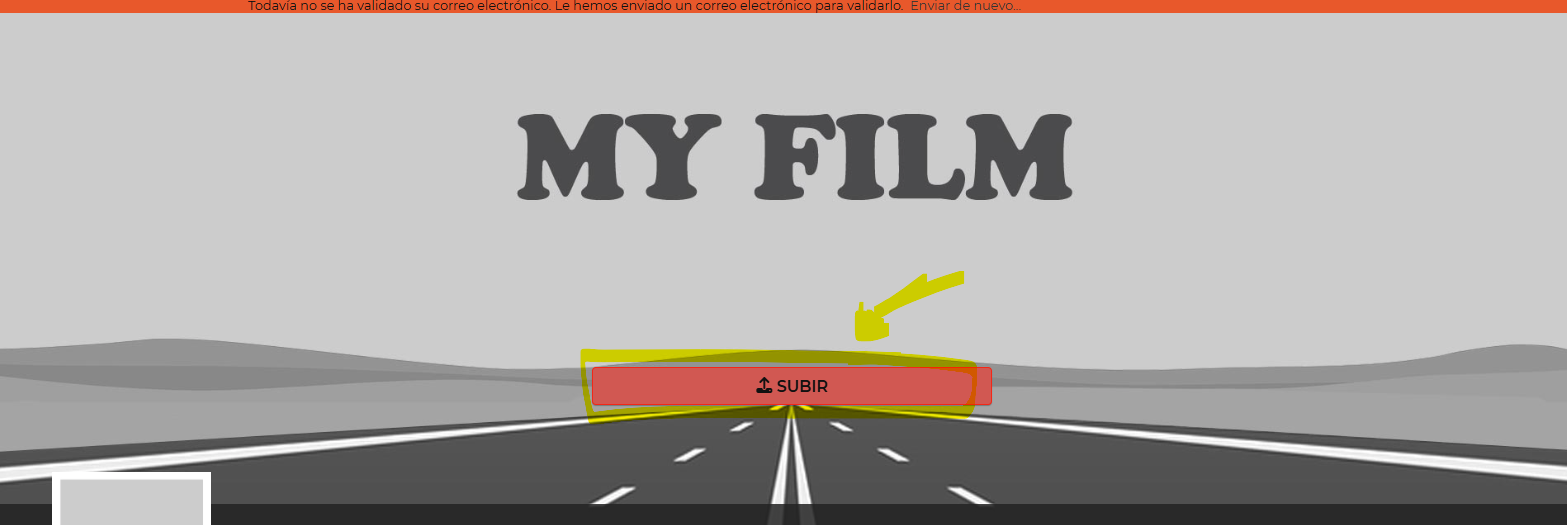 Todavía no se ha validado su correo electrónico. Le hemos enviado un correo electrónico para validarlo. Enviar de nuevo...
MY FILM
SUBIR